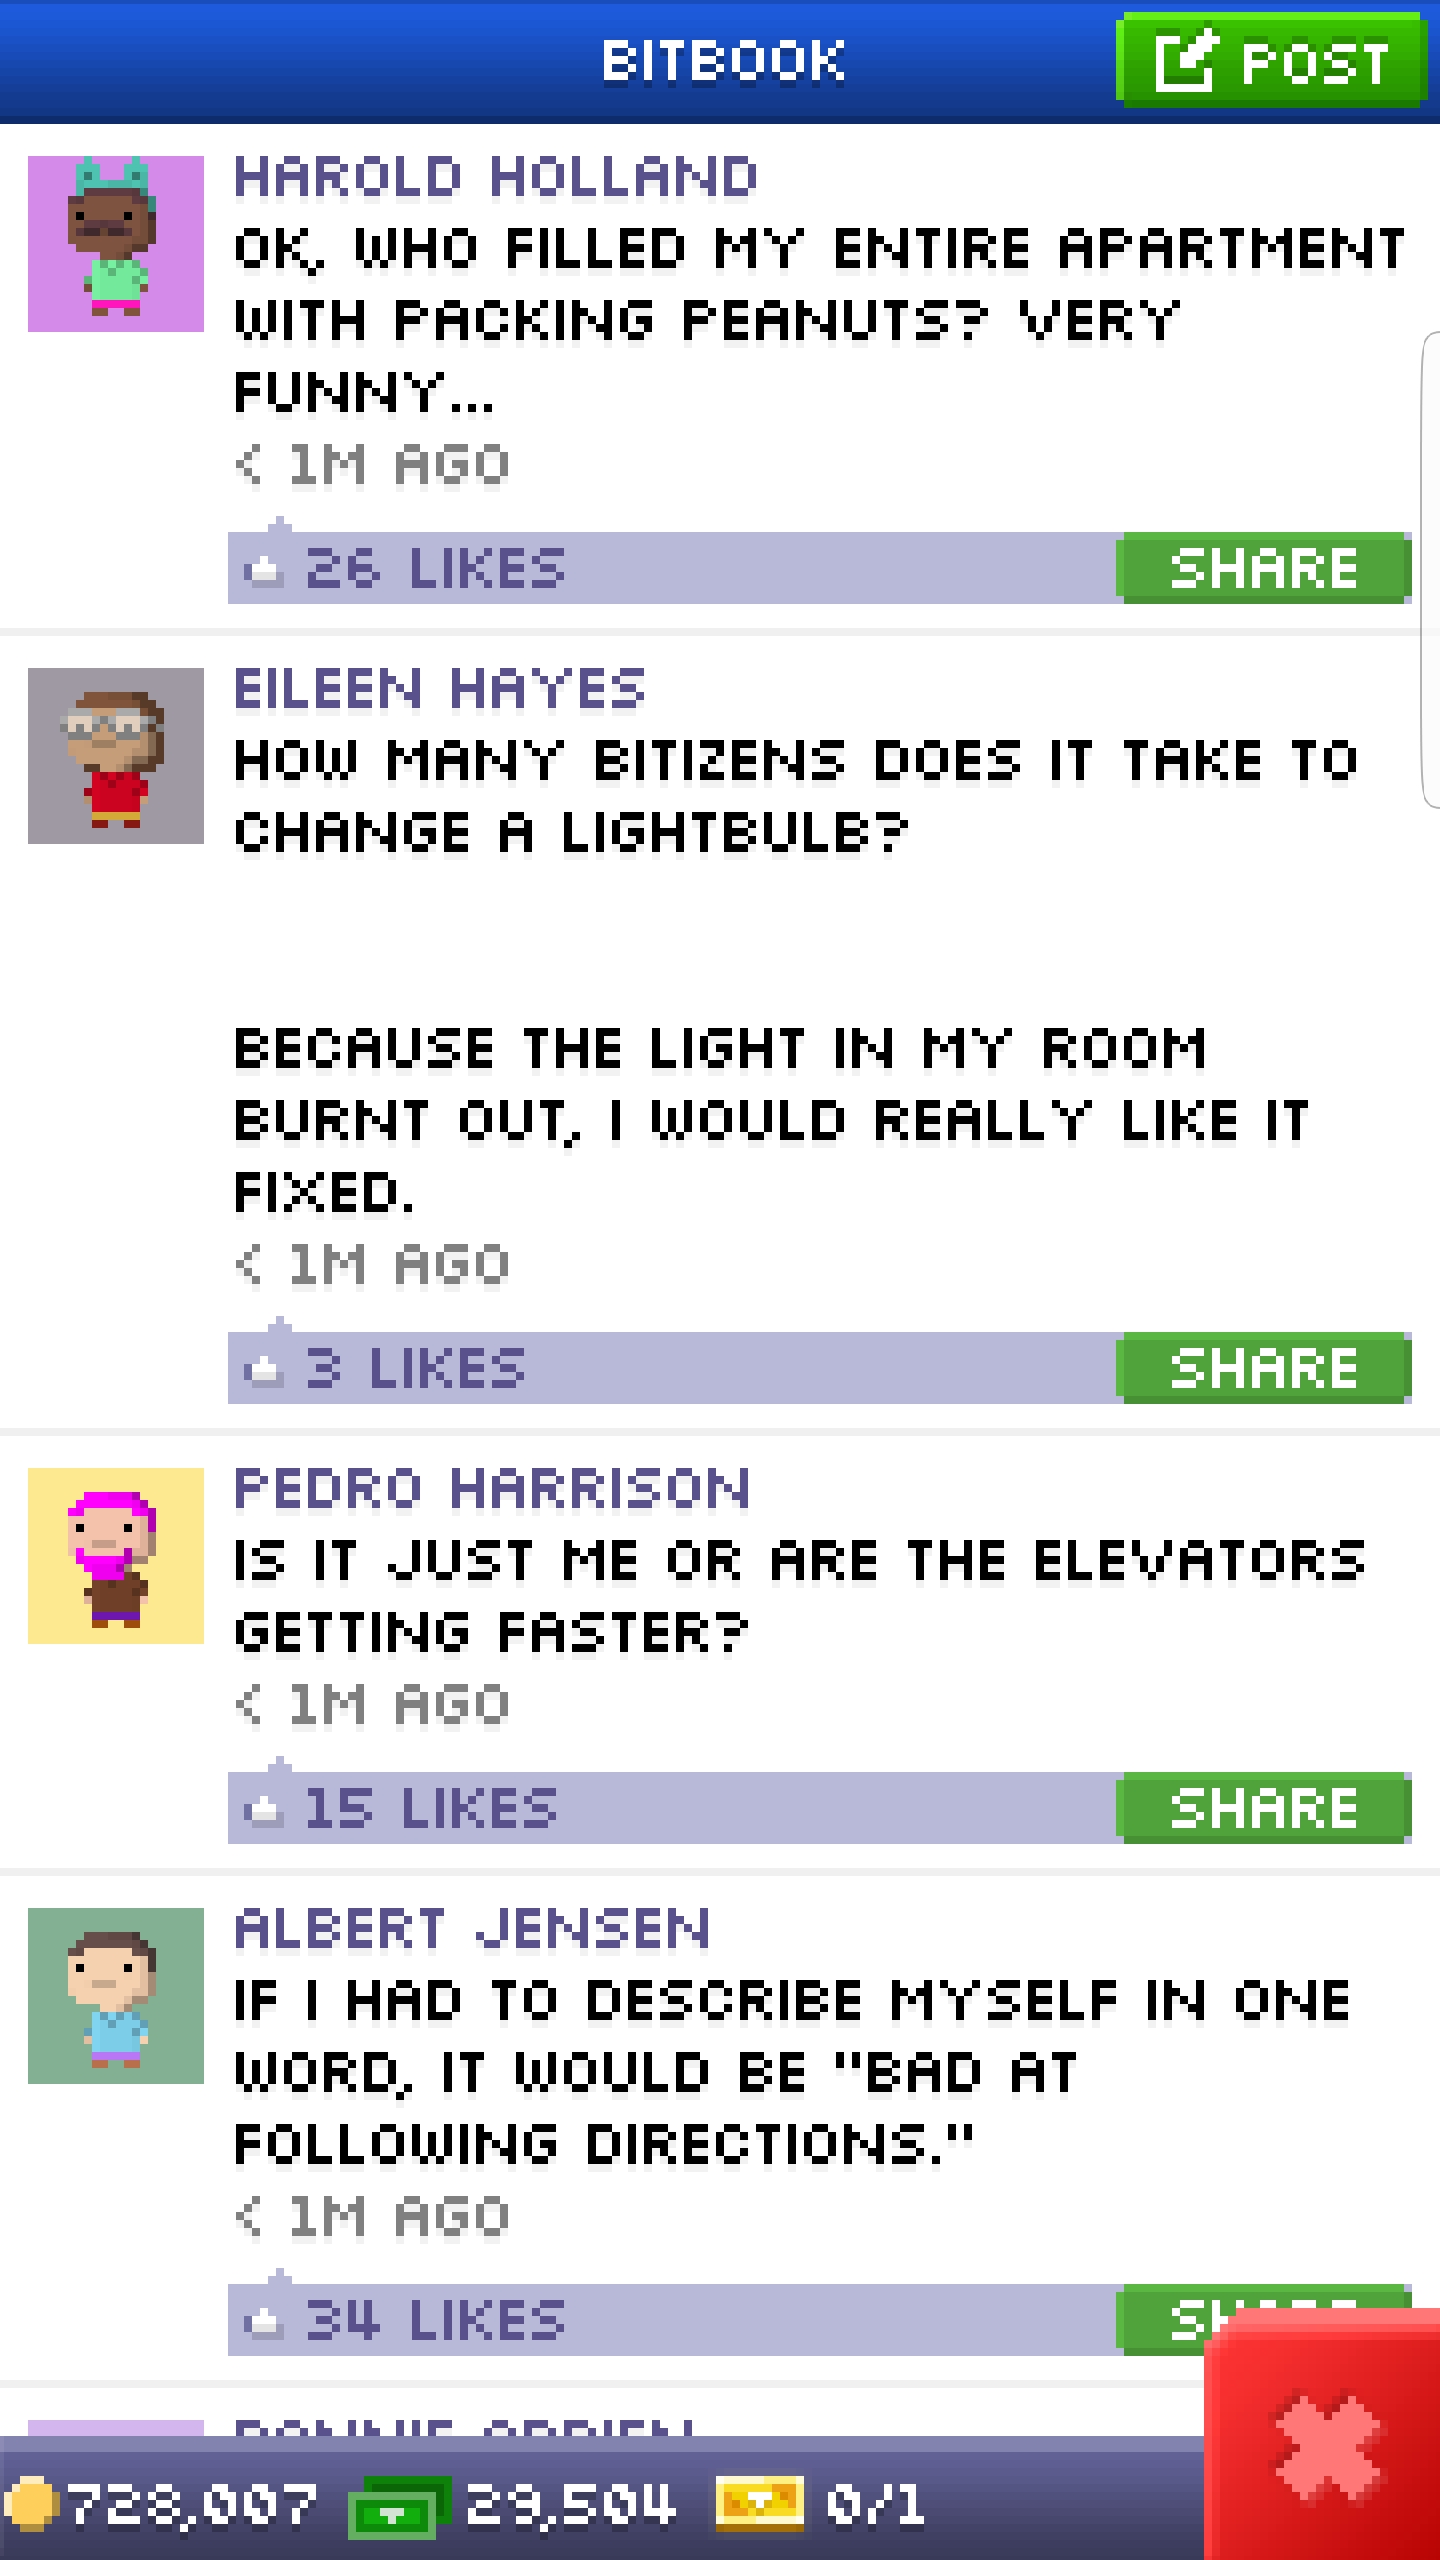 BITBOOK
POST
HAROLD HOLLAND
OK, WHO FILLED MY ENTIRE APARTMENT
WITH PACKING PEANUTS? VERY
FUNNY...
< 1M AGO
26 LIKES
SHARE
EILEEN HAYES
HOW MANY BITIZENS DOES IT TAKE TO
CHANGE A LIGHTBULB?
BECAUSE THE LIGHT IN MY ROOM
BURNT OUT, I WOULD REALLY LIKE IT
FIXED.
< 1M AGO
3 LIKES
SHARE
PEDRO HARRISON
IS IT JUST ME OR ARE THE ELEVATORS
GETTING FASTER?
< 1M AGO
15 LIKES
SHARE
ALBERT JENSEN
IF I HAD TO DESCRIBE MYSELF IN ONE
WORD, IT WOULD BE "BAD AT
FOLLOWING DIRECTIONS."
< 1M AGO
34 LIKES
728,007
29,504
0/1